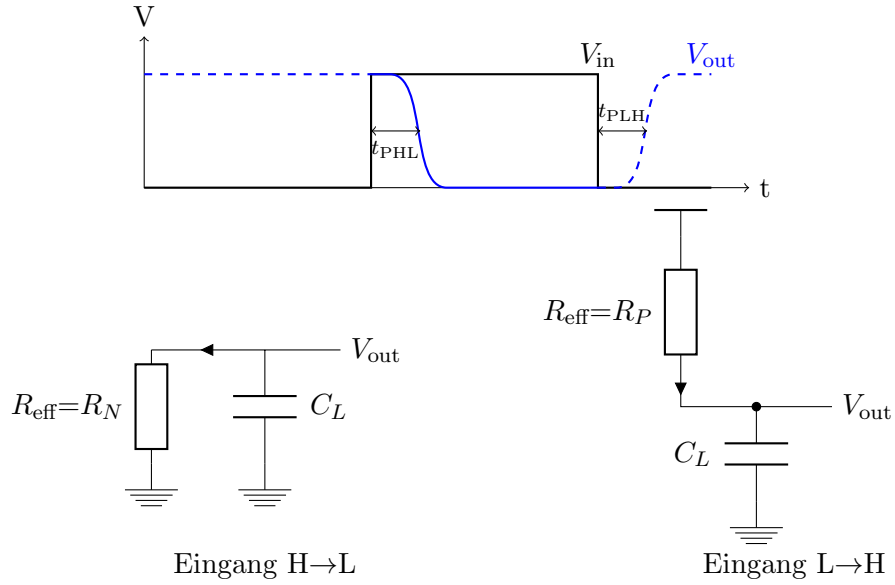 V
V_in
V_out
t_PLH
t_PHL
t
R_eff=R_P
V_out
R_eff=R_N
C_L
V_out
C_L
Eingang H→L
Eingang L→H